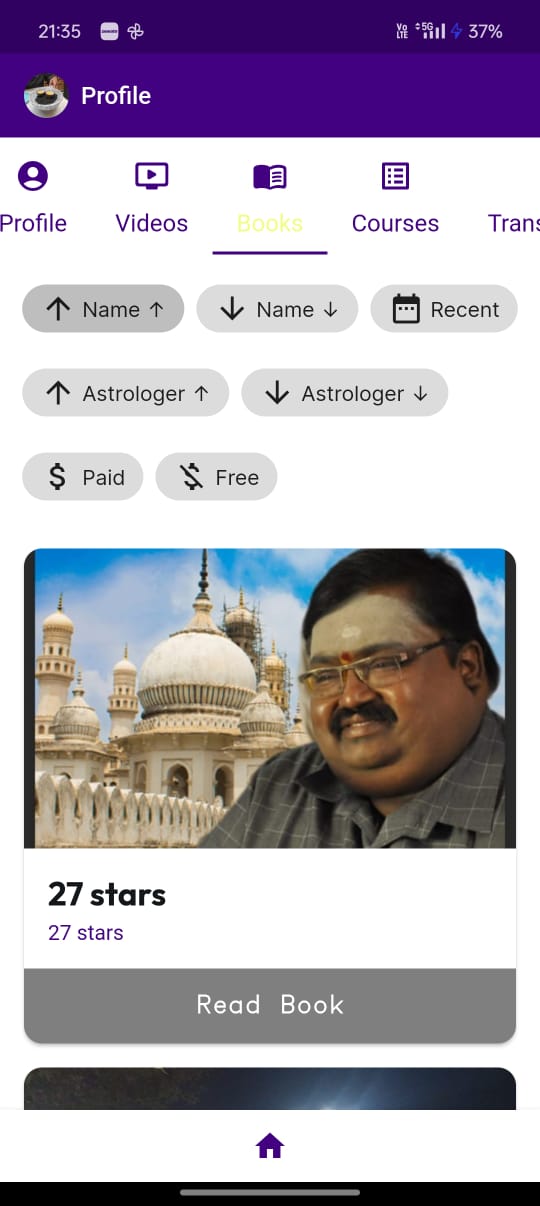 21:35 Vo LTE 5G 37%
Profile
Profile Videos Books Courses Trans
Name ↑ Name ↓ Recent
Astrologer ↑ Astrologer ↓
Paid Free
27 stars
27 stars
Read Book